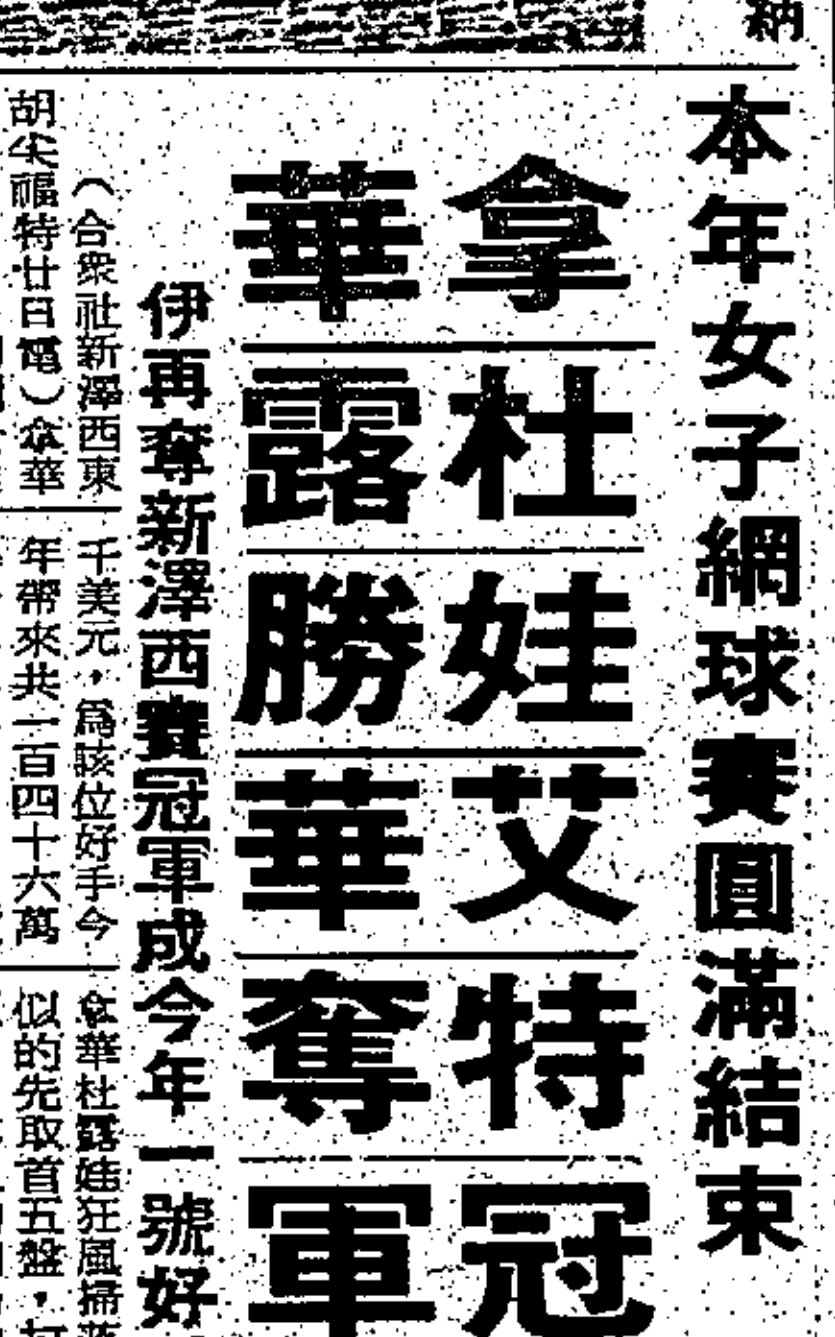 納
本年女子網球賽圓滿結束
拿華
杜露
娃勝
艾華
特奪
冠軍
伊再奪新澤西賽冠軍成今年一號好
（合衆社新澤西東
胡尖福特廿日電）拿華
千美元，爲該位好手今
年帶來共一百四十六萬
拿華杜露娃狂風掃
似的先取首五盤，